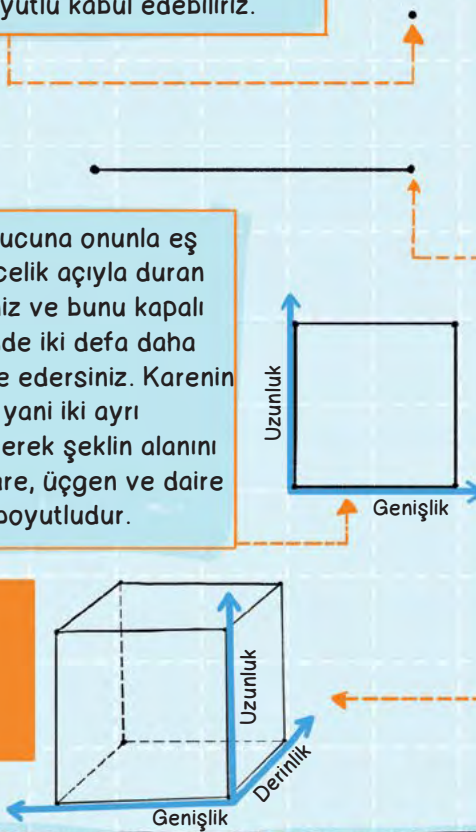 yutlu kabul edebiliriz.
ucuna onunla eş
celik açıyla duran
niz ve bunu kapalı
de iki defa daha
e edersiniz. Karenin
yani iki ayrı
erek şeklin alanını
are, üçgen ve daire
boyutludur.
Uzunluk
Genişlik
Uzunluk
Derinlik
Genişlik